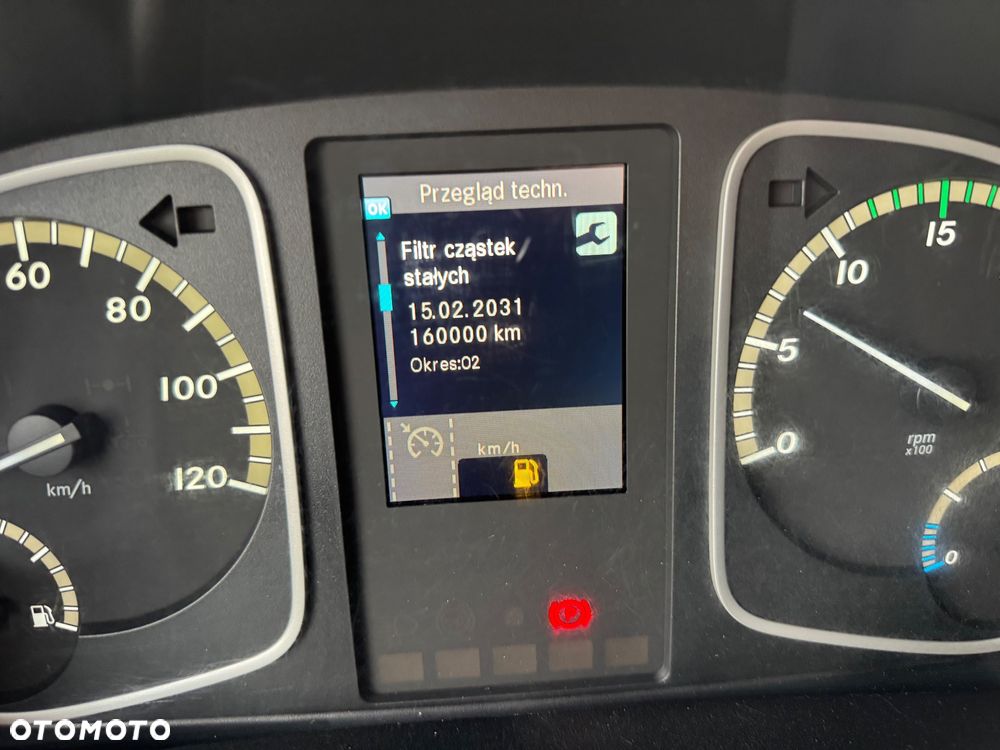 Przegląd techn.
OK
Filtr cząstek
stałych
15.02.2031
160000 km
Okres:02
km/h
60
80
100
120
km/h
15
10
5
0
rpm
x100
0
OTOMOTO